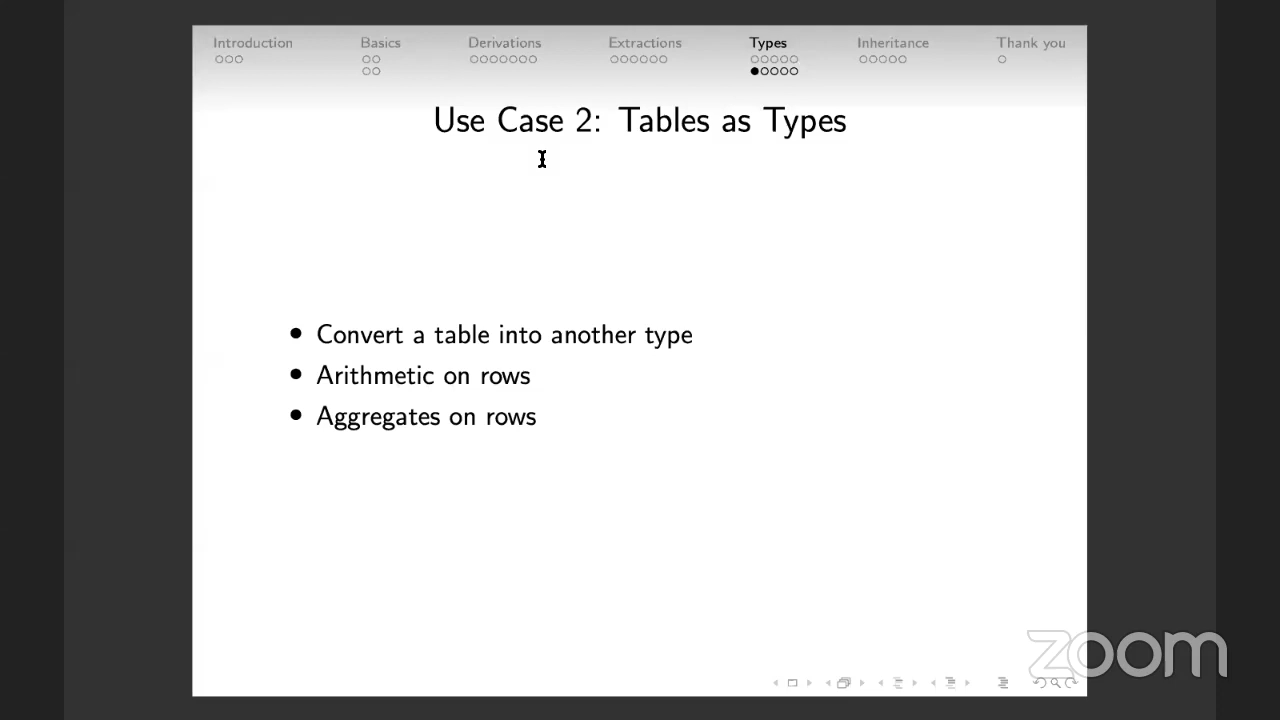 Introduction Basics Derivations Extractions Types Inheritance Thank you
Use Case 2: Tables as Types
• Convert a table into another type
• Arithmetic on rows
• Aggregates on rows
zoom